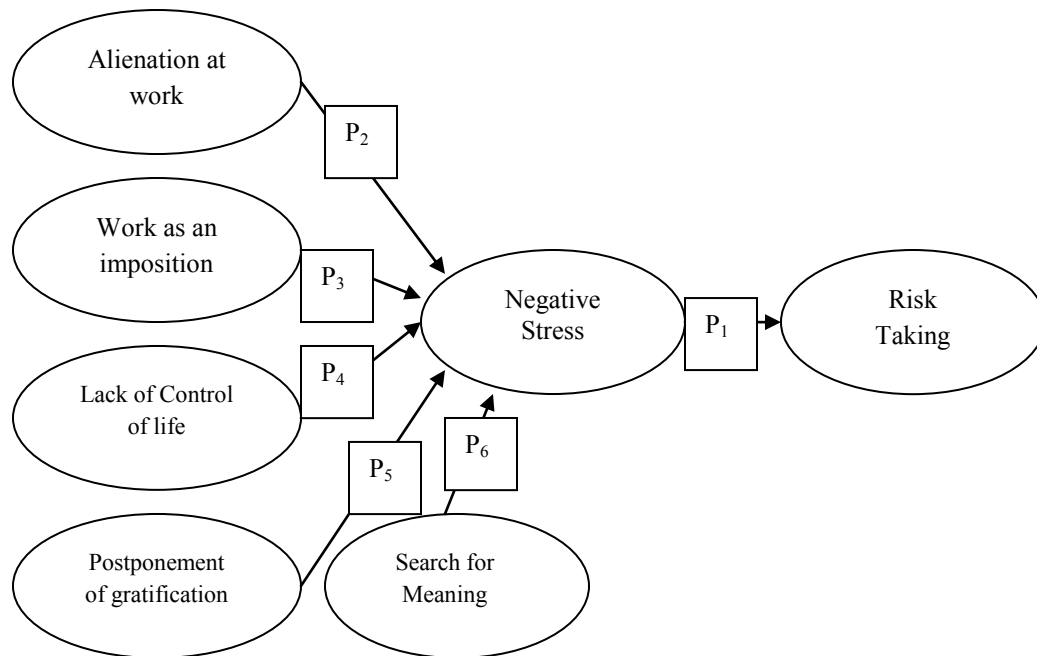 Alienation at
work
P₂
Work as an
imposition
P₃
Lack of Control
of life
P₄
Postponement
of gratification
P₅
Search for
Meaning
P₆
Negative
Stress
P₁
Risk
Taking